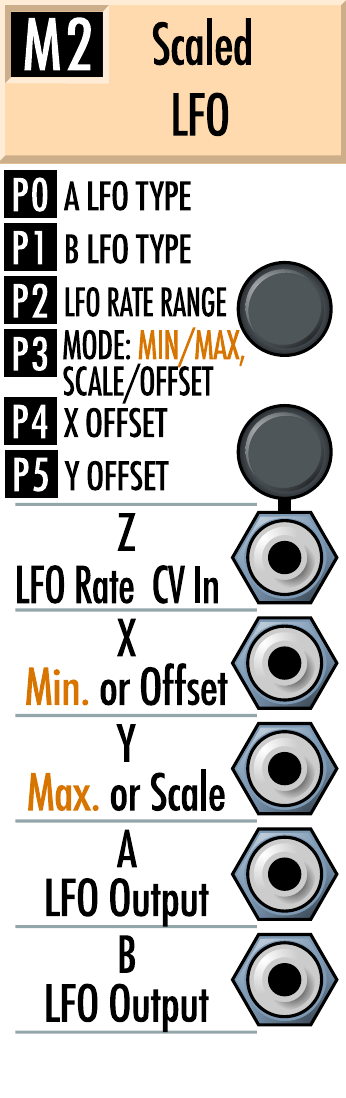 M2 Scaled
LFO
P0 A LFO TYPE
P1 B LFO TYPE
P2 LFO RATE RANGE
P3 MODE: MIN/MAX,
SCALE/OFFSET
P4 X OFFSET
P5 Y OFFSET
Z
LFO Rate CV In
X
Min. or Offset
Y
Max. or Scale
A
LFO Output
B
LFO Output